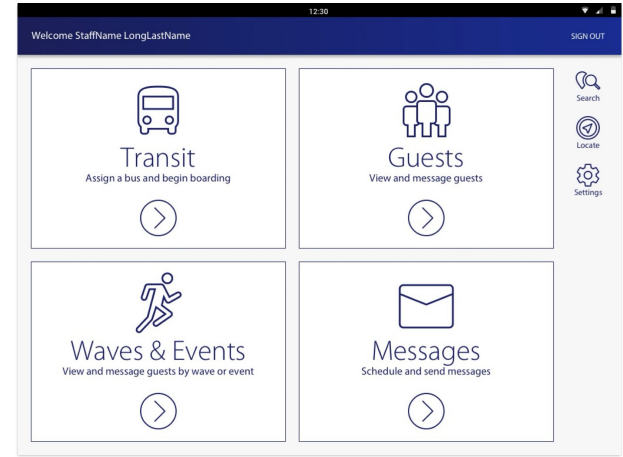 12:30
Welcome StaffName LongLastName
SIGN OUT
Transit
Assign a bus and begin boarding
Guests
View and message guests
Search
Locate
Settings
Waves & Events
View and message guests by wave or event
Messages
Schedule and send messages